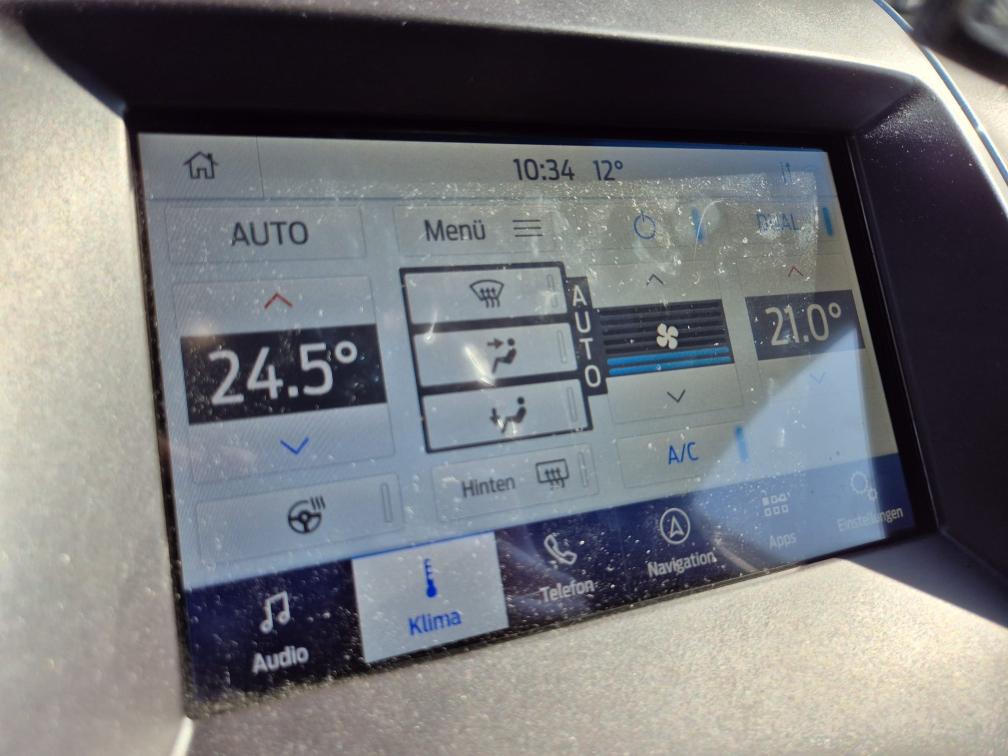 10:34 12°
AUTO
Menü
DUAL
24.5°
AUTO
21.0°
A/C
Hinten
Audio
Klima
Telefon
Navigation
Apps
Einstellungen